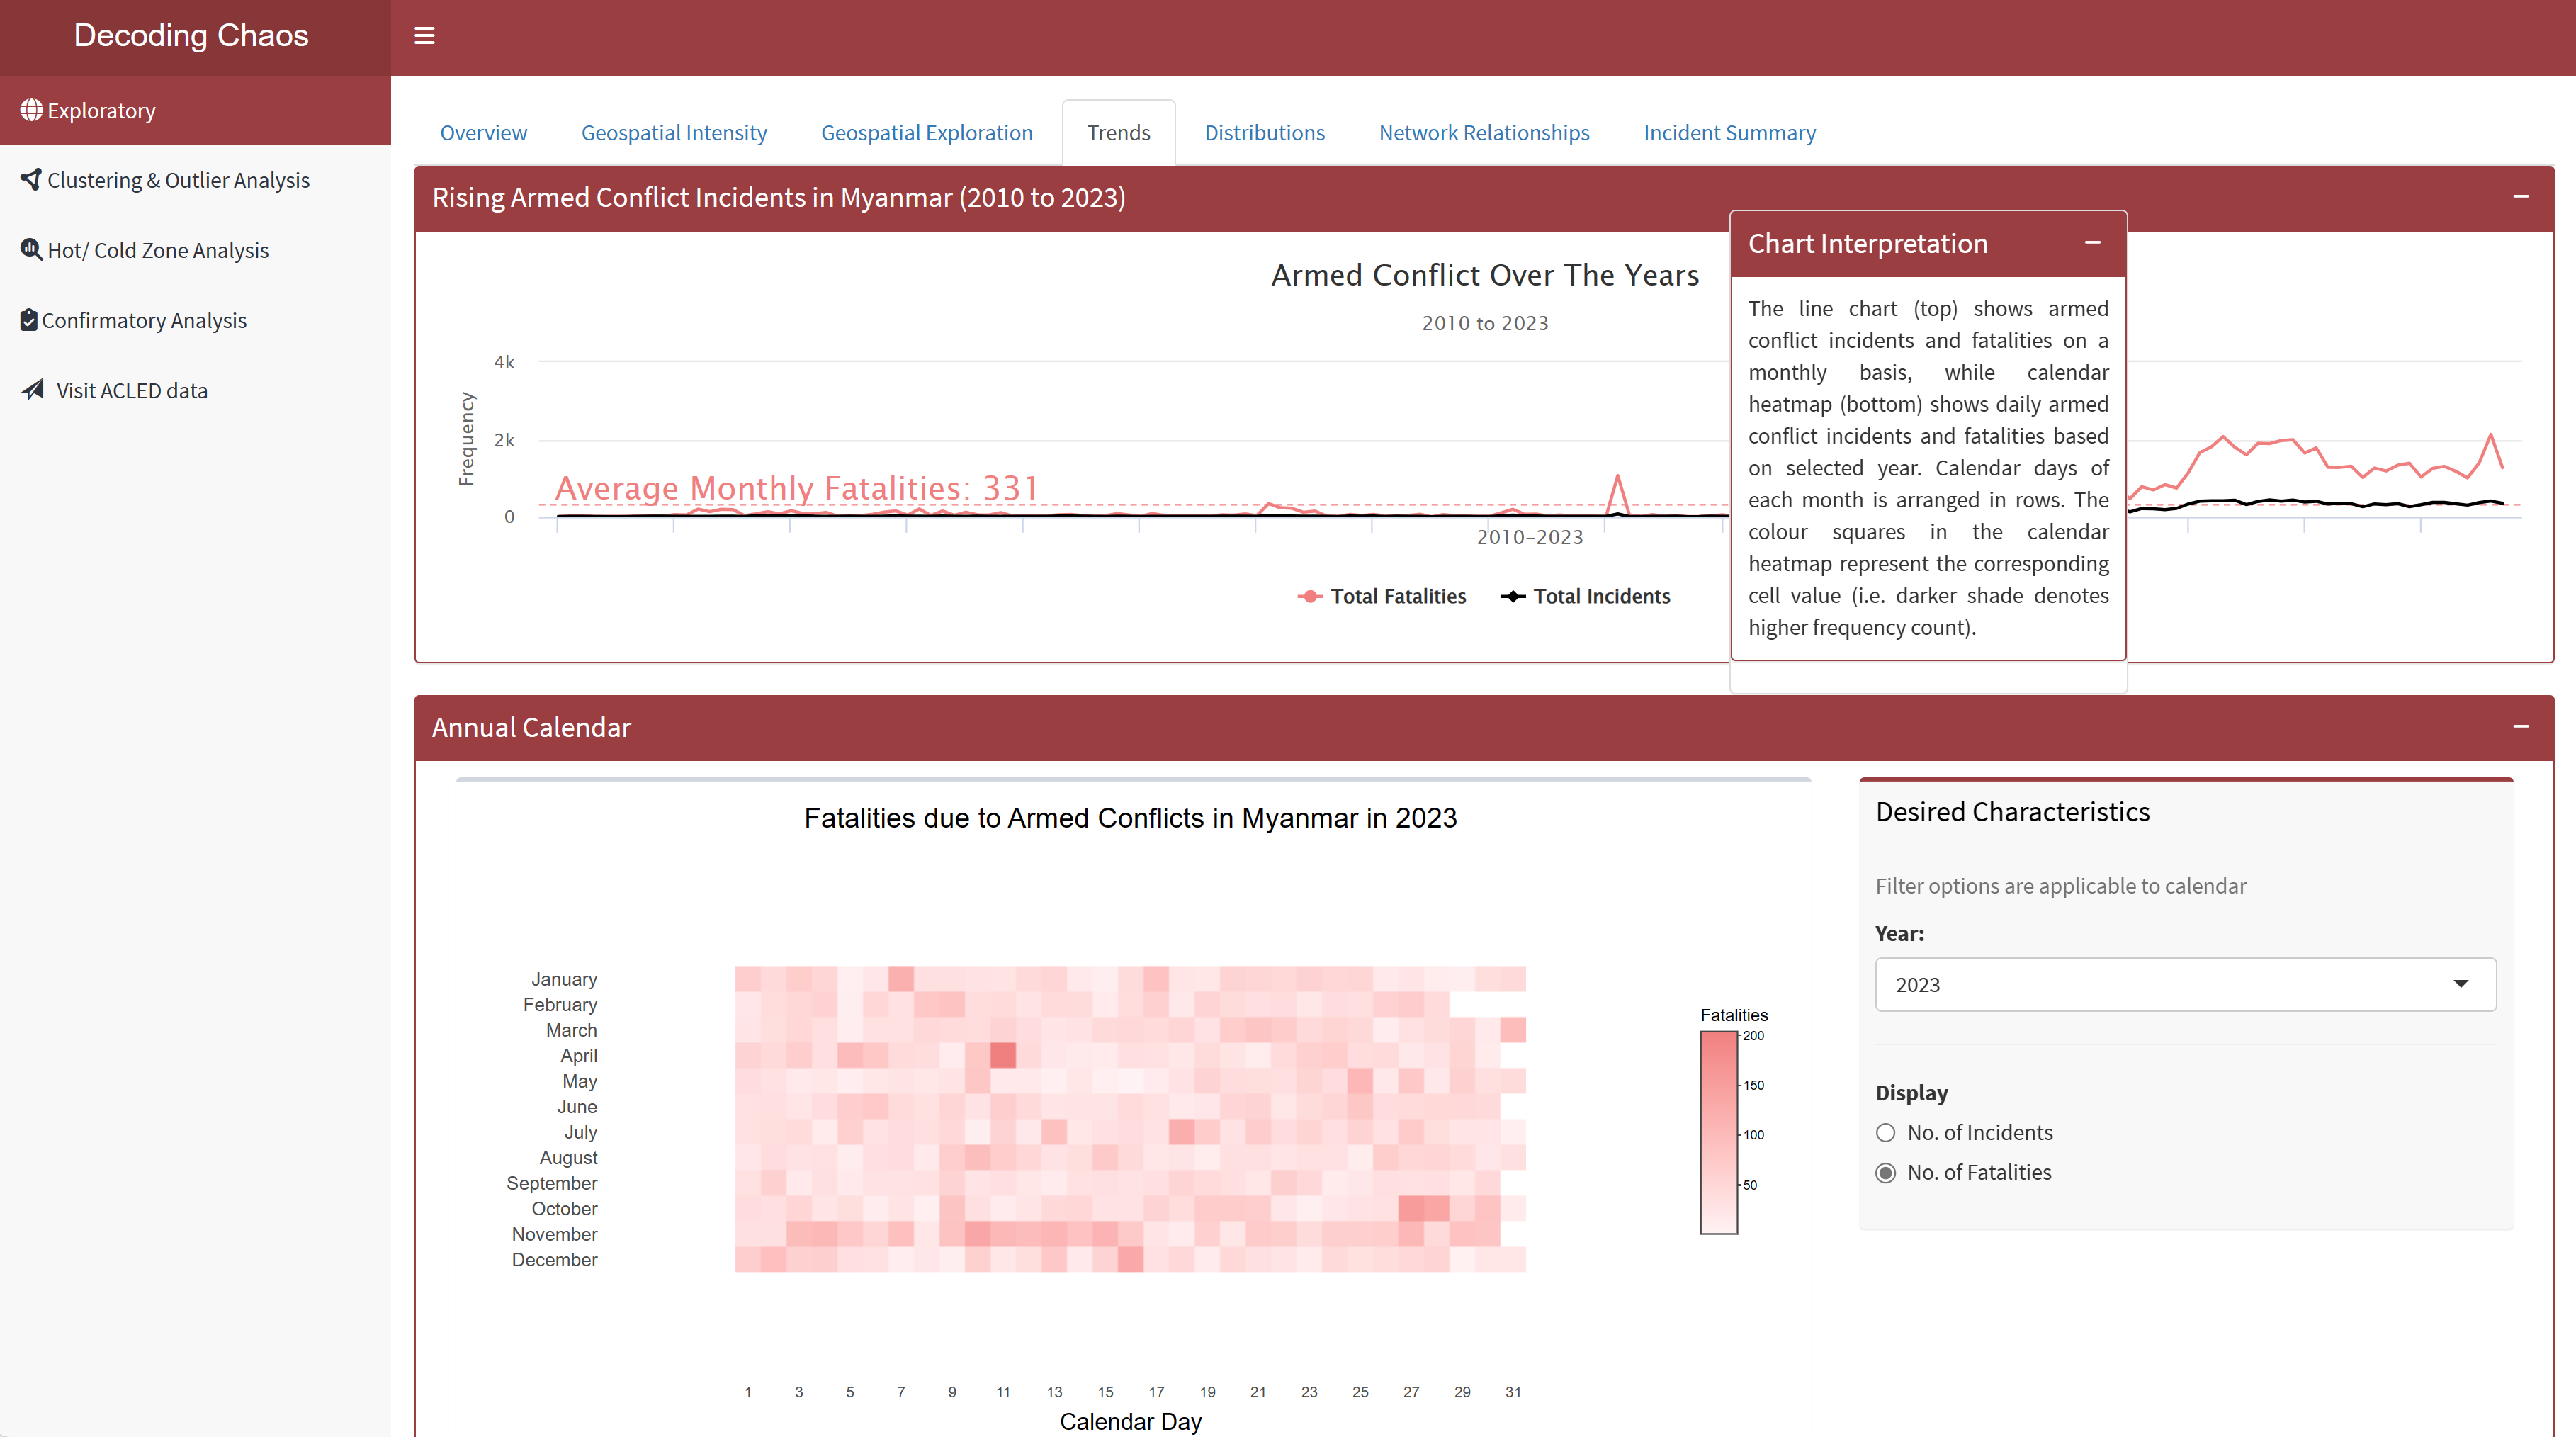 Decoding Chaos
Exploratory
Clustering & Outlier Analysis
Hot/ Cold Zone Analysis
Confirmatory Analysis
Visit ACLED data
Overview
Geospatial Intensity
Geospatial Exploration
Trends
Distributions
Network Relationships
Incident Summary
Rising Armed Conflict Incidents in Myanmar (2010 to 2023)
Armed Conflict Over The Years
2010 to 2023
Frequency
4k
2k
0
Average Monthly Fatalities: 331
2010-2023
Total Fatalities
Total Incidents
Chart Interpretation
The line chart (top) shows armed
conflict incidents and fatalities on a
monthly basis, while calendar
heatmap (bottom) shows daily armed
conflict incidents and fatalities based
on selected year. Calendar days of
each month is arranged in rows. The
colour squares in the calendar
heatmap represent the corresponding
cell value (i.e. darker shade denotes
higher frequency count).
Annual Calendar
Fatalities due to Armed Conflicts in Myanmar in 2023
January
February
March
April
May
June
July
August
September
October
November
December
1 3 5 7 9 11 13 15 17 19 21 23 25 27 29 31
Calendar Day
Fatalities
200
150
100
50
Desired Characteristics
Filter options are applicable to calendar
Year:
2023
Display
No. of Incidents
No. of Fatalities